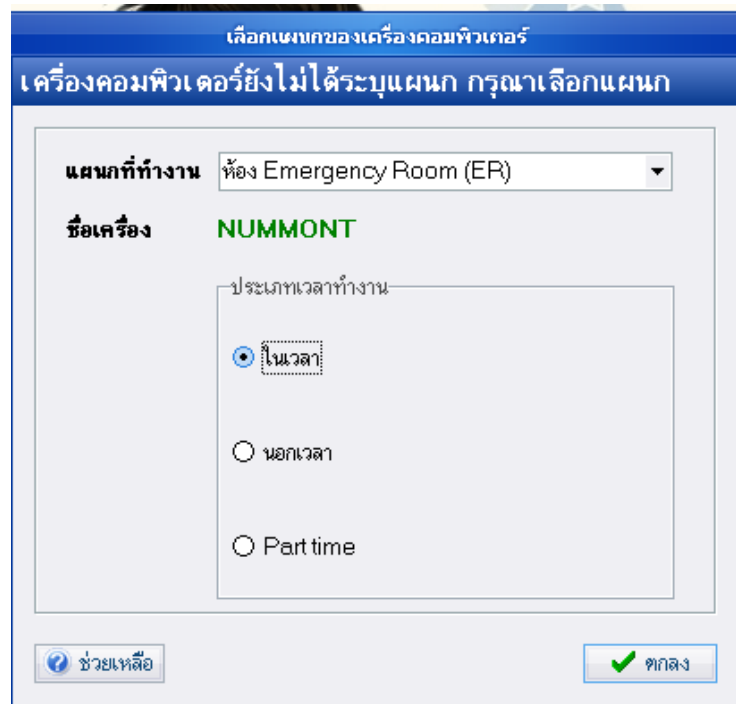 เลือกแผนกของเครื่องคอมพิวเตอร์
เครื่องคอมพิวเตอร์ยังไม่ได้ระบุแผนก กรุณาเลือกแผนก
แผนกที่ทำงาน ห้อง Emergency Room (ER)
ชื่อเครื่อง NUMMONT
ประเภทเวลาทำงาน
ในเวลา
นอกเวลา
Part time
ช่วยเหลือ ตกลง